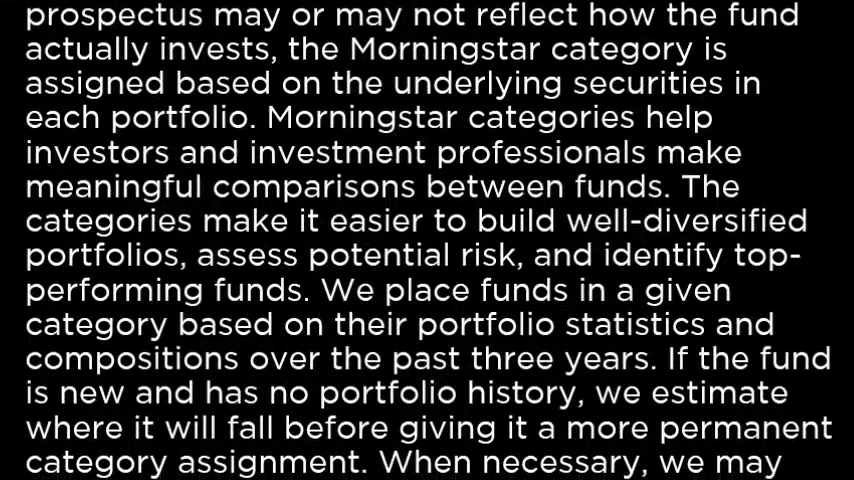 prospectus may or may not reflect how the fund
actually invests, the Morningstar category is
assigned based on the underlying securities in
each portfolio. Morningstar categories help
investors and investment professionals make
meaningful comparisons between funds. The
categories make it easier to build well-diversified
portfolios, assess potential risk, and identify top-
performing funds. We place funds in a given
category based on their portfolio statistics and
compositions over the past three years. If the fund
is new and has no portfolio history, we estimate
where it will fall before giving it a more permanent
category assignment. When necessary, we may